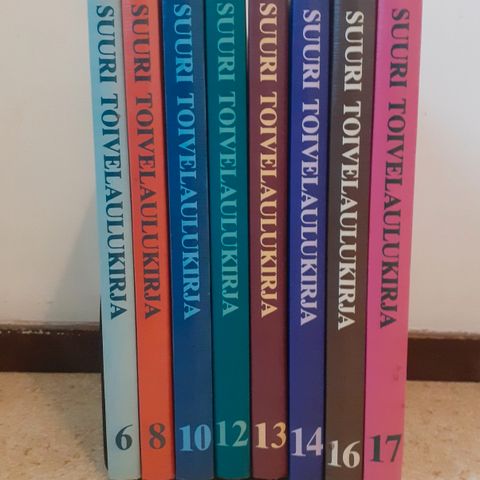 SUURI TOIVELAULUKIRJA 6
SUURI TOIVELAULUKIRJA 8
SUURI TOIVELAULUKIRJA 10
SUURI TOIVELAULUKIRJA 12
SUURI TOIVELAULUKIRJA 13
SUURI TOIVELAULUKIRJA 14
SUURI TOIVELAULUKIRJA 16
SUURI TOIVELAULUKIRJA 17